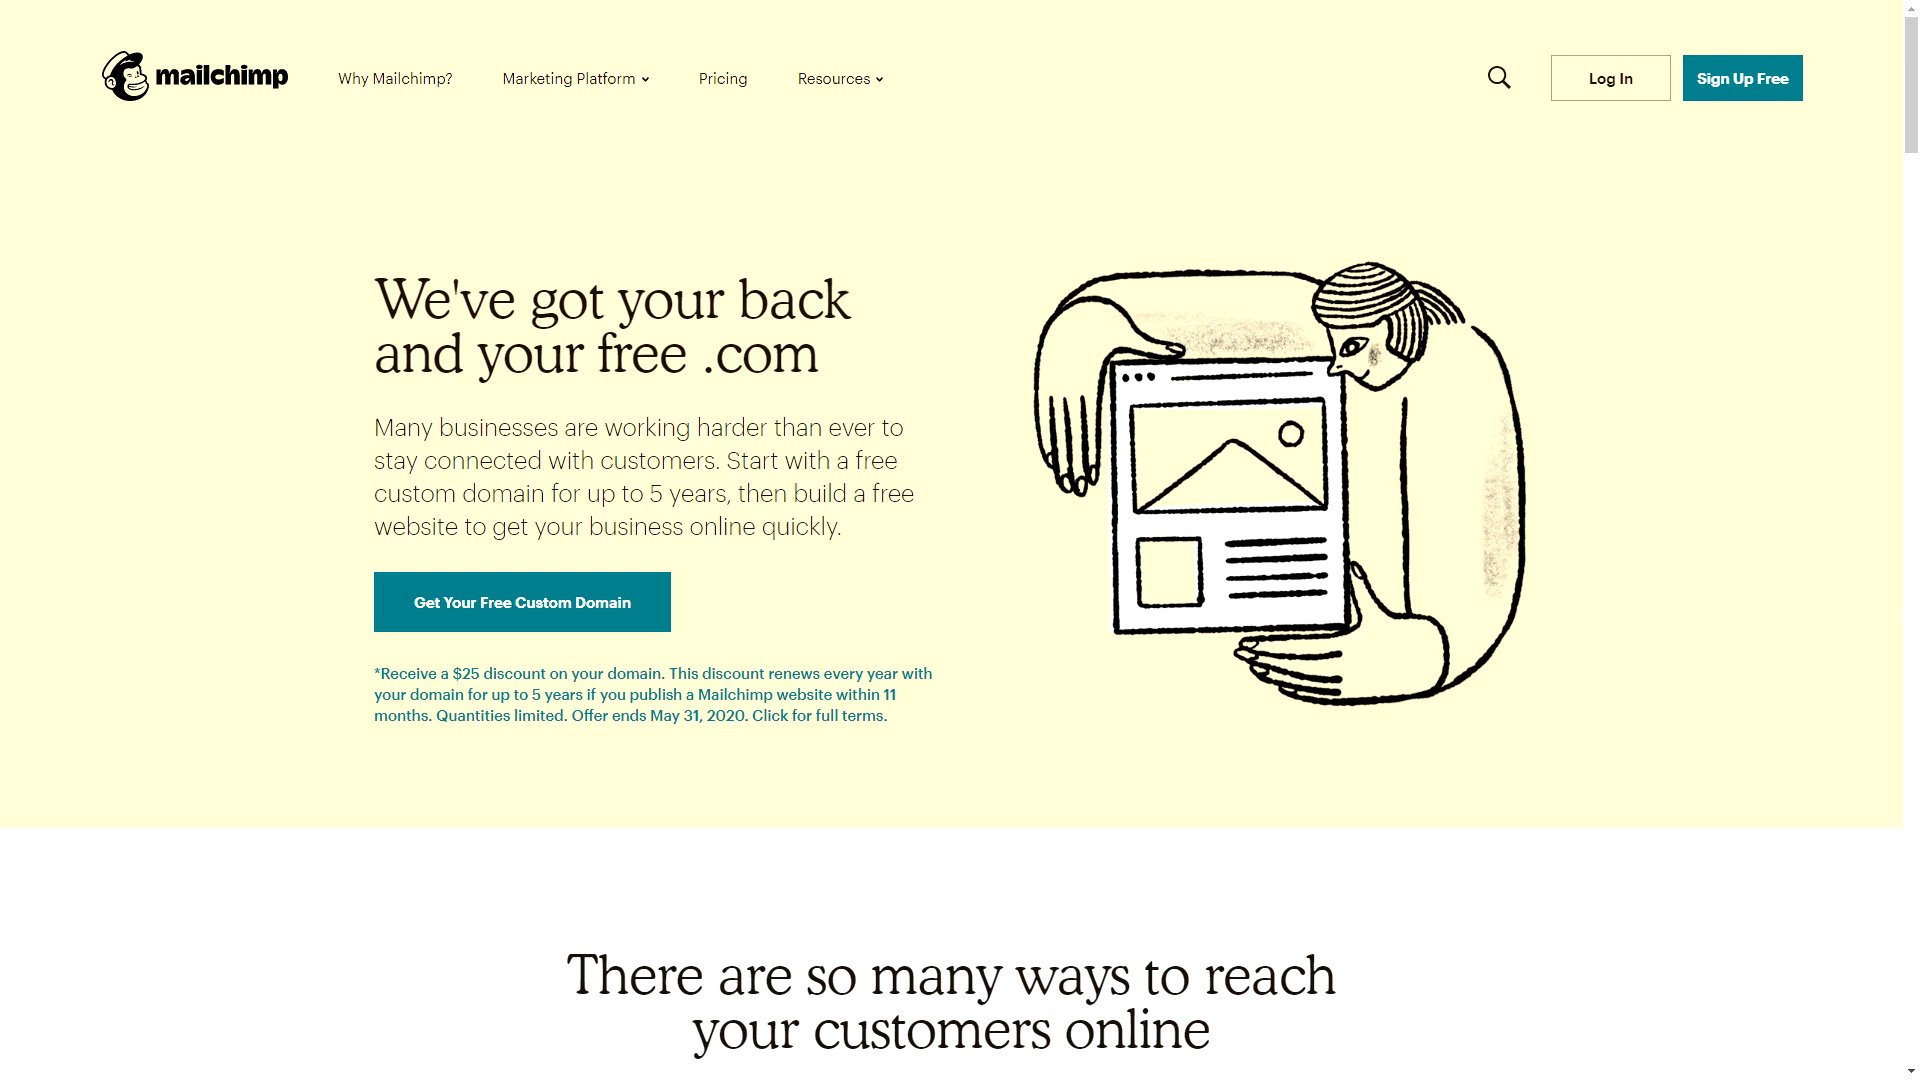 mailchimp
Why Mailchimp?
Marketing Platform
Pricing
Resources
Log In
Sign Up Free
We've got your back
and your free .com
Many businesses are working harder than ever to
stay connected with customers. Start with a free
custom domain for up to 5 years, then build a free
website to get your business online quickly.
Get Your Free Custom Domain
*Receive a $25 discount on your domain. This discount renews every year with
your domain for up to 5 years if you publish a Mailchimp website within 11
months. Quantities limited. Offer ends May 31, 2020. Click for full terms.
There are so many ways to reach
your customers online